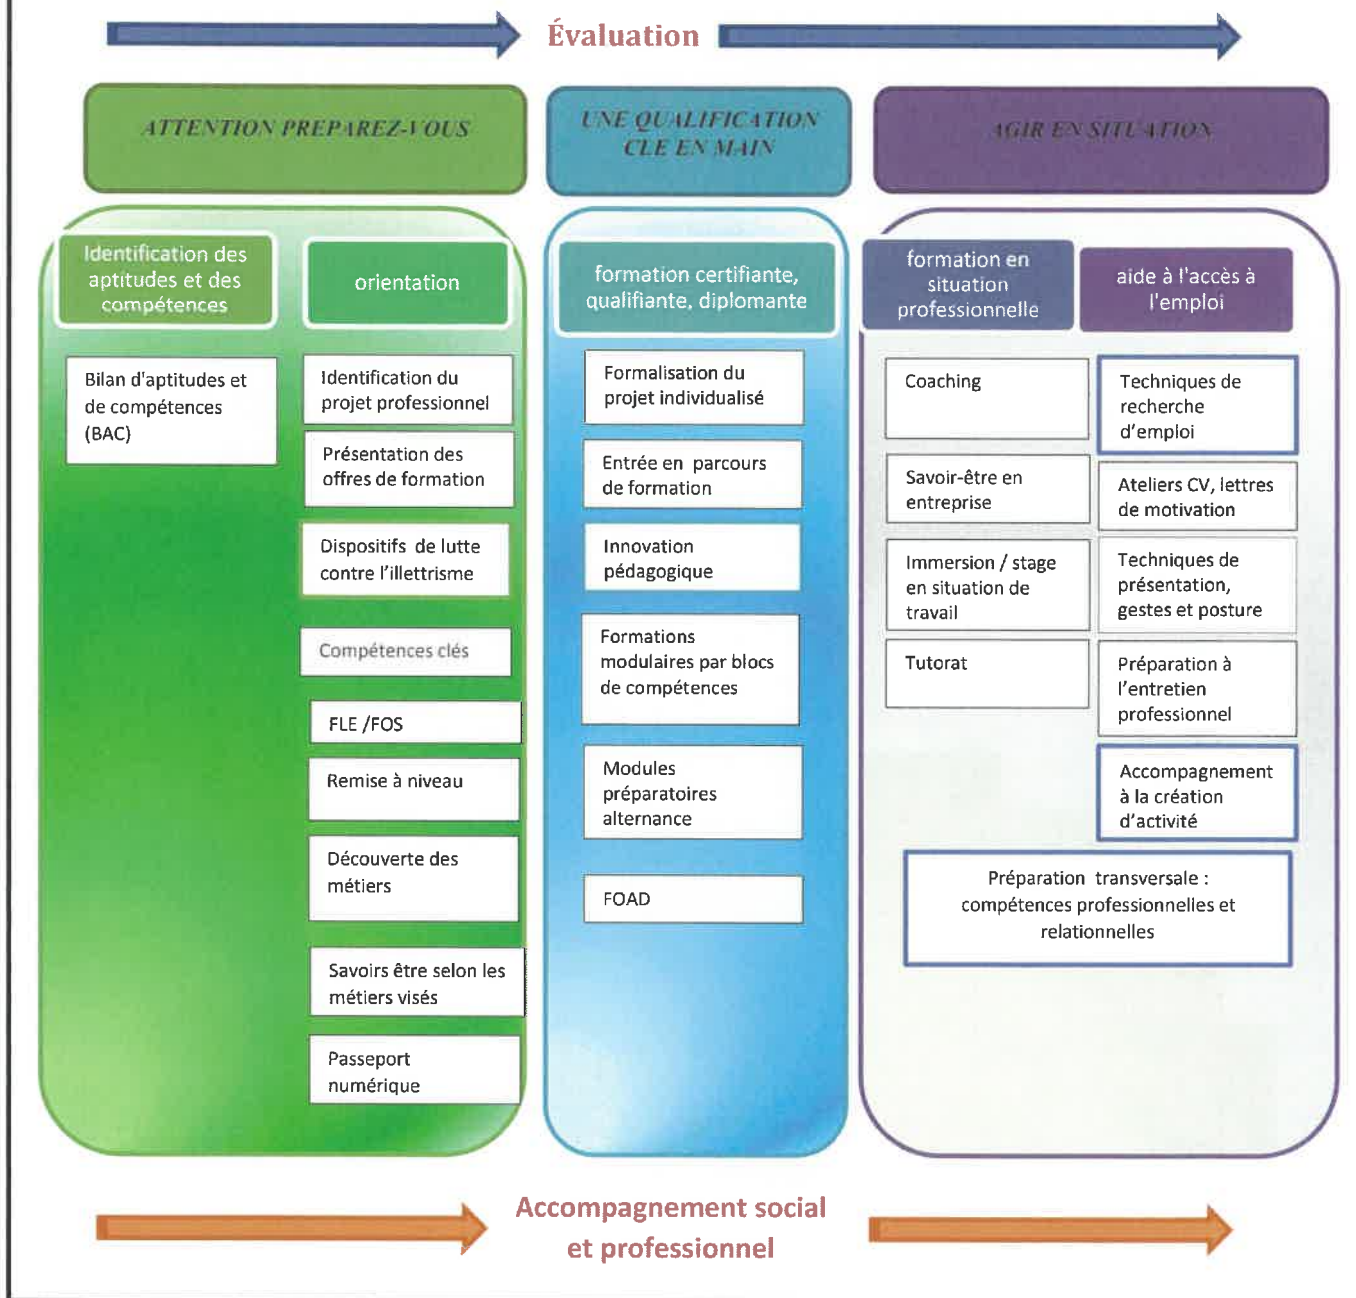 Évaluation
ATTENTION PREPAREZ-VOUS
UNE QUALIFICATION
CLE EN MAIN
AGIR EN SITUATION
Identification des
aptitudes et des
compétences
orientation
Bilan d'aptitudes et
de compétences
(BAC)
Identification du
projet professionnel
Présentation des
offres de formation
Dispositifs de lutte
contre l'illettrisme
Compétences clés
FLE /FOS
Remise à niveau
Découverte des
métiers
Savoirs être selon les
métiers visés
Passeport
numérique
formation certifiante,
qualifiante, diplomante
Formalisation du
projet individualisé
Entrée en parcours
de formation
Innovation
pédagogique
Formations
modulaires par blocs
de compétences
Modules
préparatoires
alternance
FOAD
formation en
situation
professionnelle
aide à l'accès à
l'emploi
Coaching
Savoir-être en
entreprise
Immersion / stage
en situation de
travail
Tutorat
Techniques de
recherche
d'emploi
Ateliers CV, lettres
de motivation
Techniques de
présentation,
gestes et posture
Préparation à
l'entretien
professionnel
Accompagnement
à la création
d'activité
Préparation transversale :
compétences professionnelles et
relationnelles
Accompagnement social
et professionnel